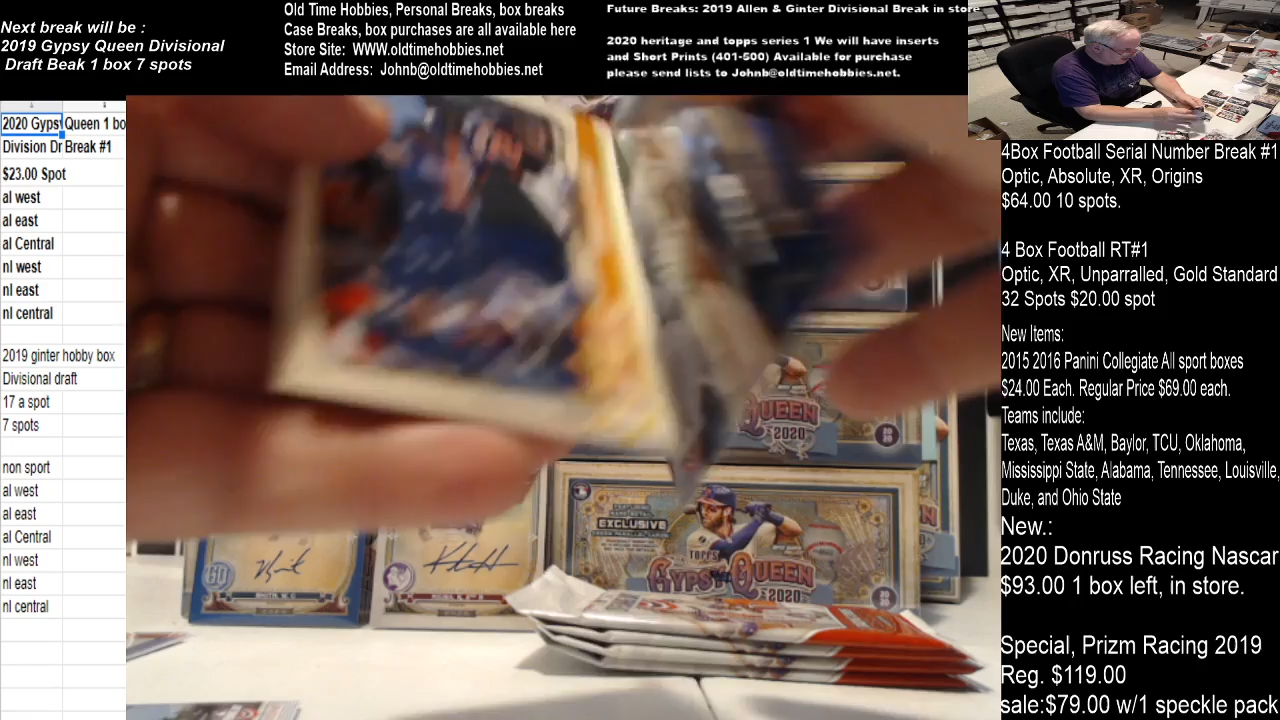 Next break will be :
2019 Gypsy Queen Divisional
Draft Beak 1 box 7 spots
Old Time Hobbies, Personal Breaks, box breaks
Case Breaks, box purchases are all available here
Store Site:  WWW.oldtimehobbies.net
Email Address:  Johnb@oldtimehobbies.net
Future Breaks: 2019 Allen & Ginter Divisional Break in store
2020 heritage and topps series 1 We will have inserts
and Short Prints (401-500) Available for purchase
please send lists to Johnb@oldtimehobbies.net.
2020 Gypsy Queen 1 bo
Division Dr Break #1
$23.00 Spot
al west
al east
al Central
nl west
nl east
nl central
2019 ginter hobby box
Divisional draft
17 a spot
7 spots
non sport
al west
al east
al Central
nl west
nl east
nl central
QUEEN
2020
EXCLUSIVE
TOPPS
GYPSY QUEEN
2020
4Box Football Serial Number Break #1
Optic, Absolute, XR, Origins
$64.00 10 spots.
4 Box Football RT#1
Optic, XR, Unparralled, Gold Standard
32 Spots $20.00 spot
New Items:
2015 2016 Panini Collegiate All sport boxes
$24.00 Each. Regular Price $69.00 each.
Teams include:
Texas, Texas A&M, Baylor, TCU, Oklahoma,
Mississippi State, Alabama, Tennessee, Louisville,
Duke, and Ohio State
New.:
2020 Donruss Racing Nascar
$93.00 1 box left, in store.
Special, Prizm Racing 2019
Reg. $119.00
sale:$79.00 w/1 speckle pack